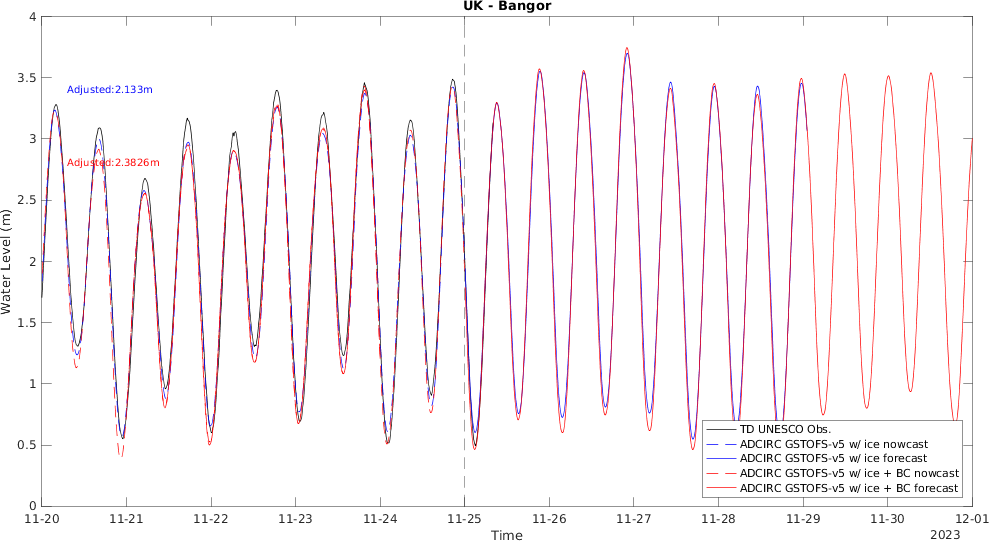 UK - Bangor
4
3.5
3
2.5
2
1.5
1
0.5
0
Water Level (m)
Adjusted:2.133m
Adjusted:2.3826m
TD UNESCO Obs.
ADCIRC GSTOFS-v5 w/ ice nowcast
ADCIRC GSTOFS-v5 w/ ice forecast
ADCIRC GSTOFS-v5 w/ ice + BC nowcast
ADCIRC GSTOFS-v5 w/ ice + BC forecast
11-20 11-21 11-22 11-23 11-24 11-25 11-26 11-27 11-28 11-29 11-30 12-01
Time
2023